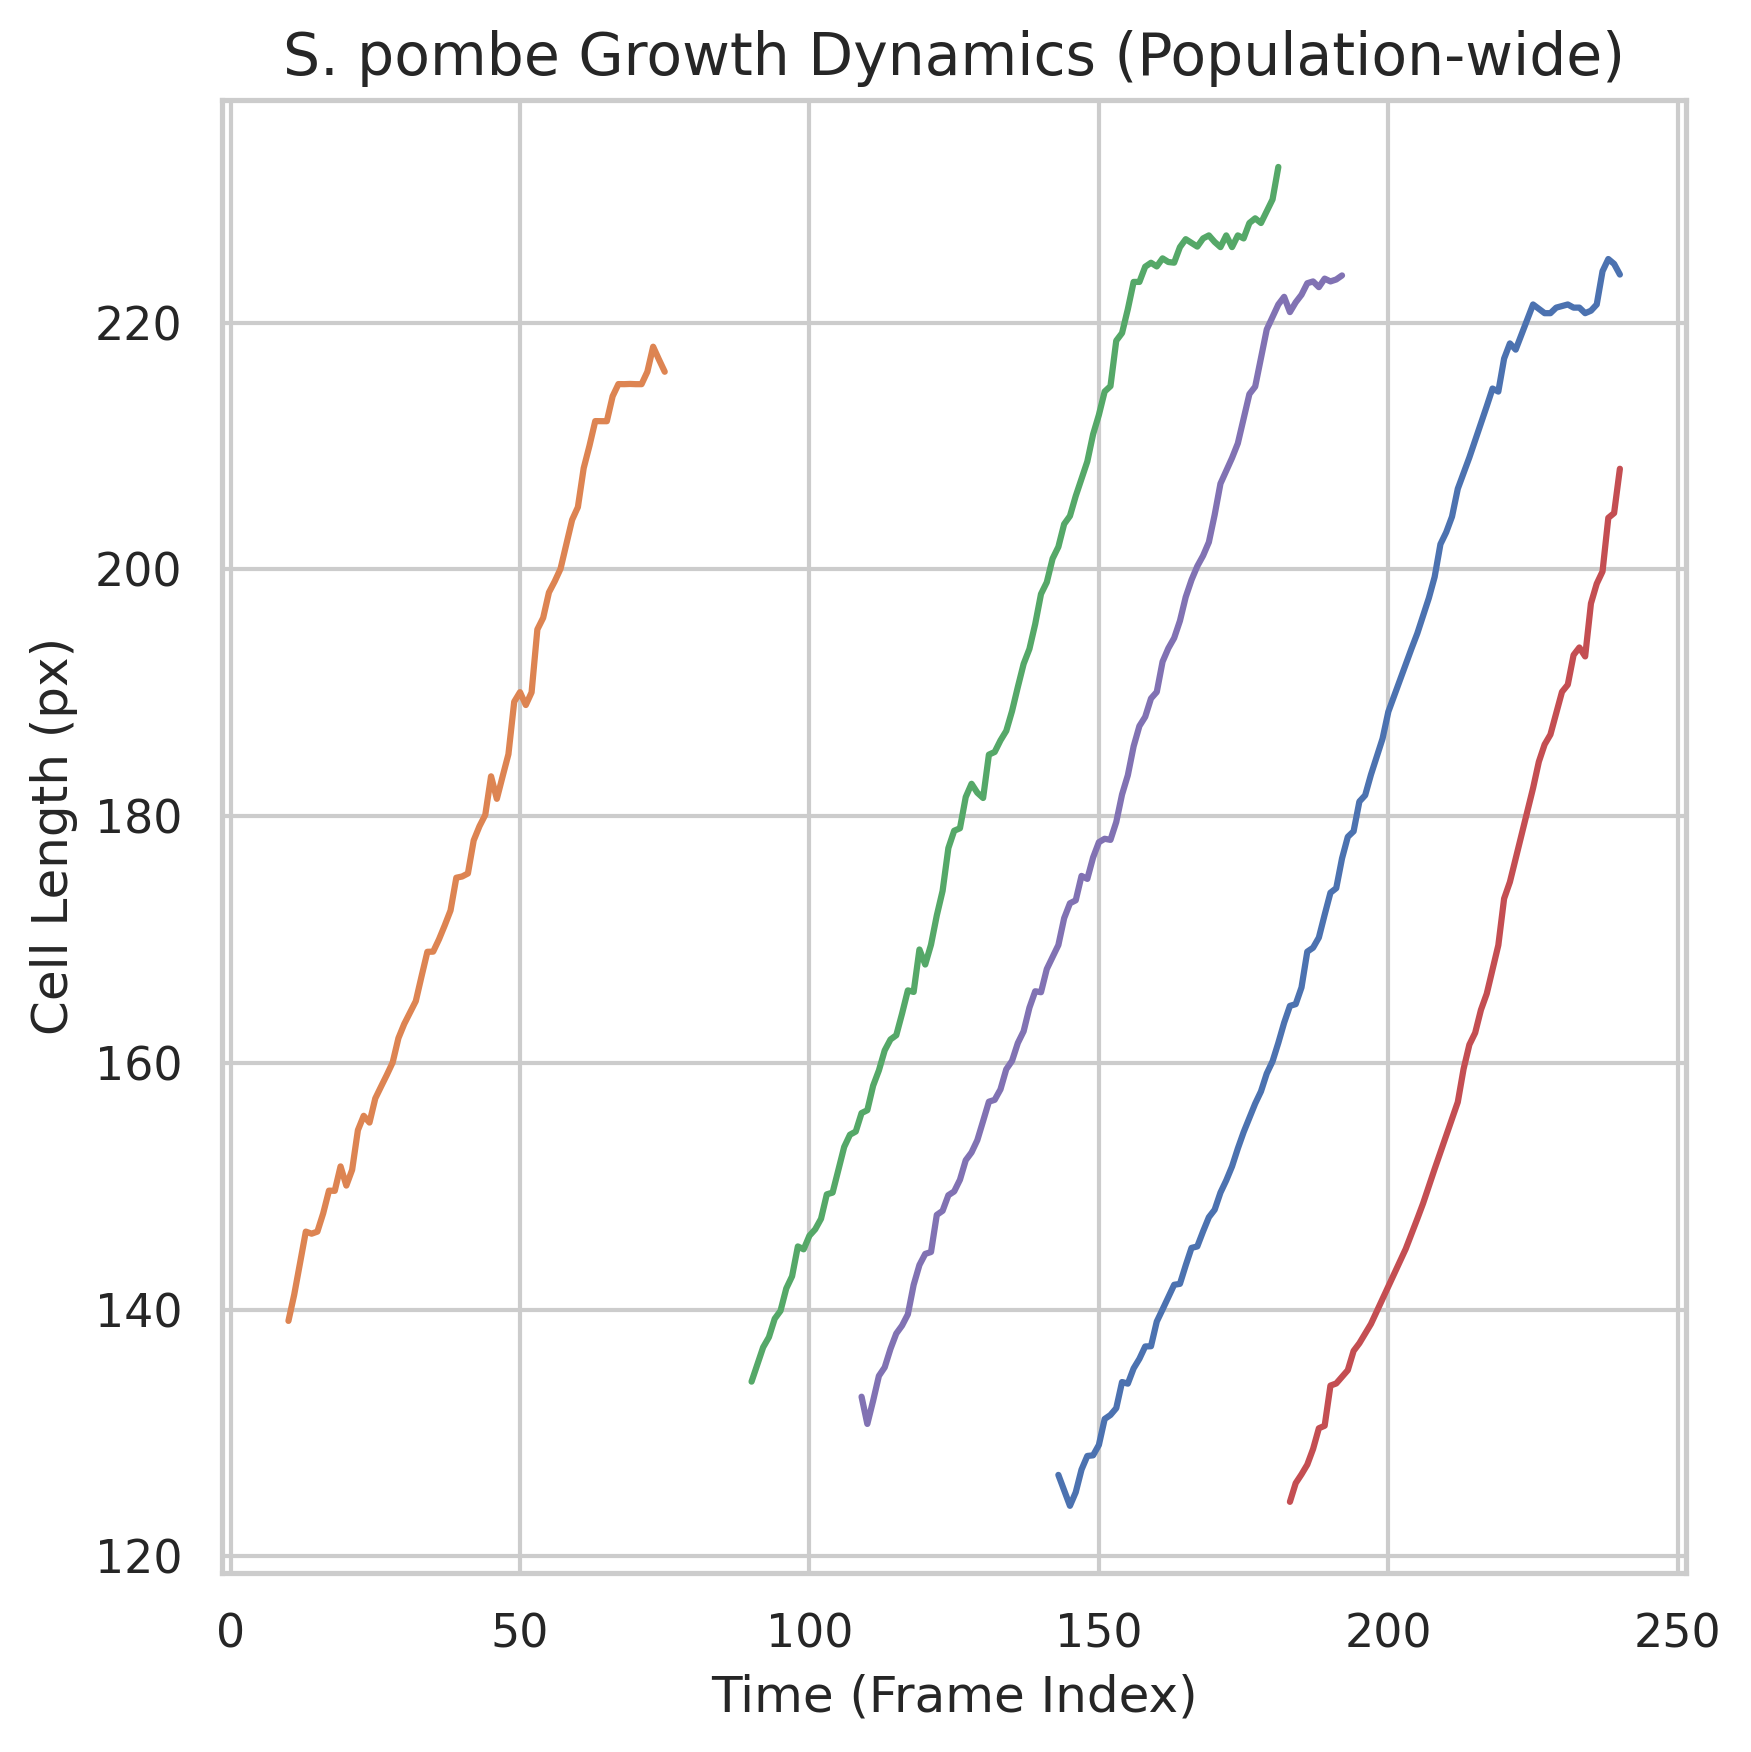 S. pombe Growth Dynamics (Population-wide)
Cell Length (px)
220
200
180
160
140
120
0 50 100 150 200 250
Time (Frame Index)